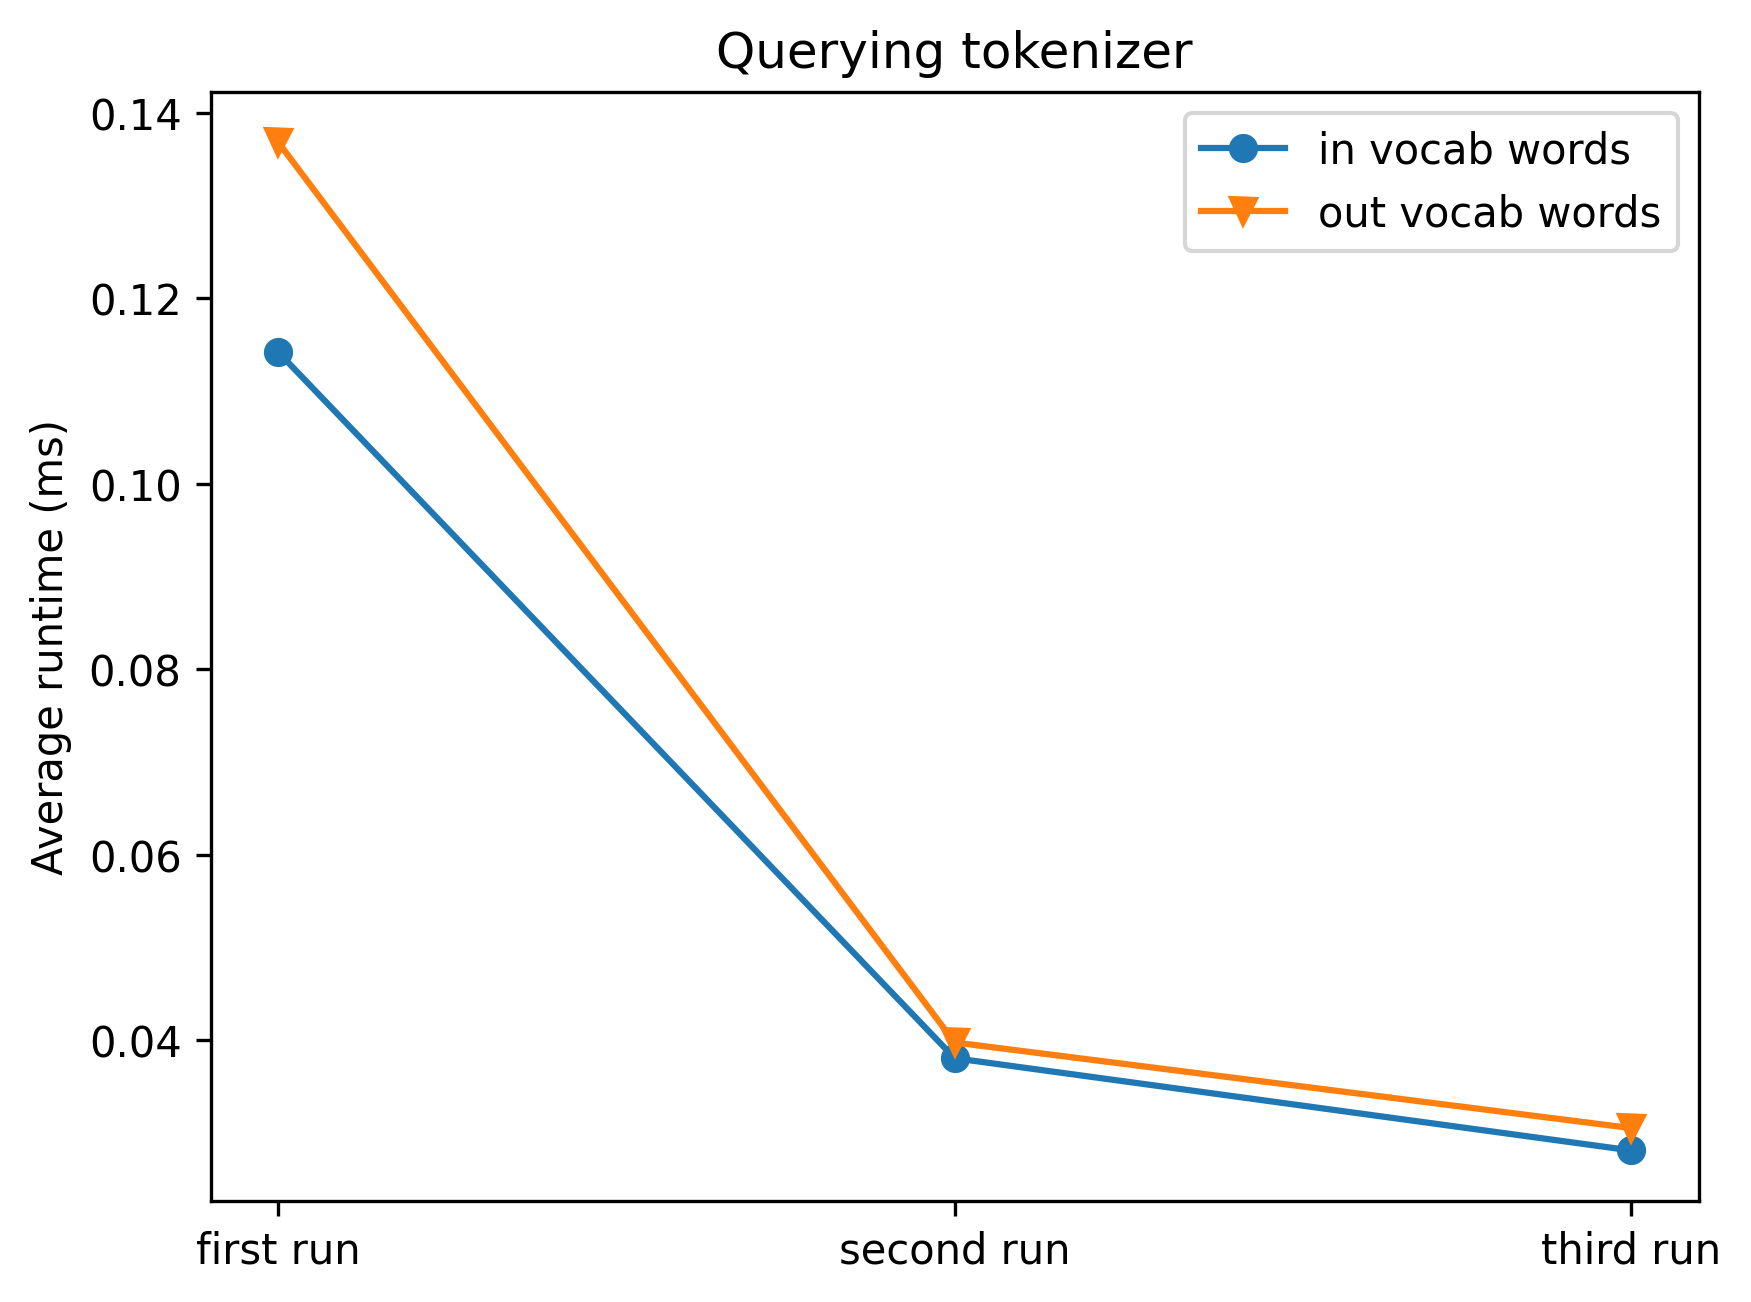 Querying tokenizer
in vocab words
out vocab words
Average runtime (ms)
0.14
0.12
0.10
0.08
0.06
0.04
first run
second run
third run